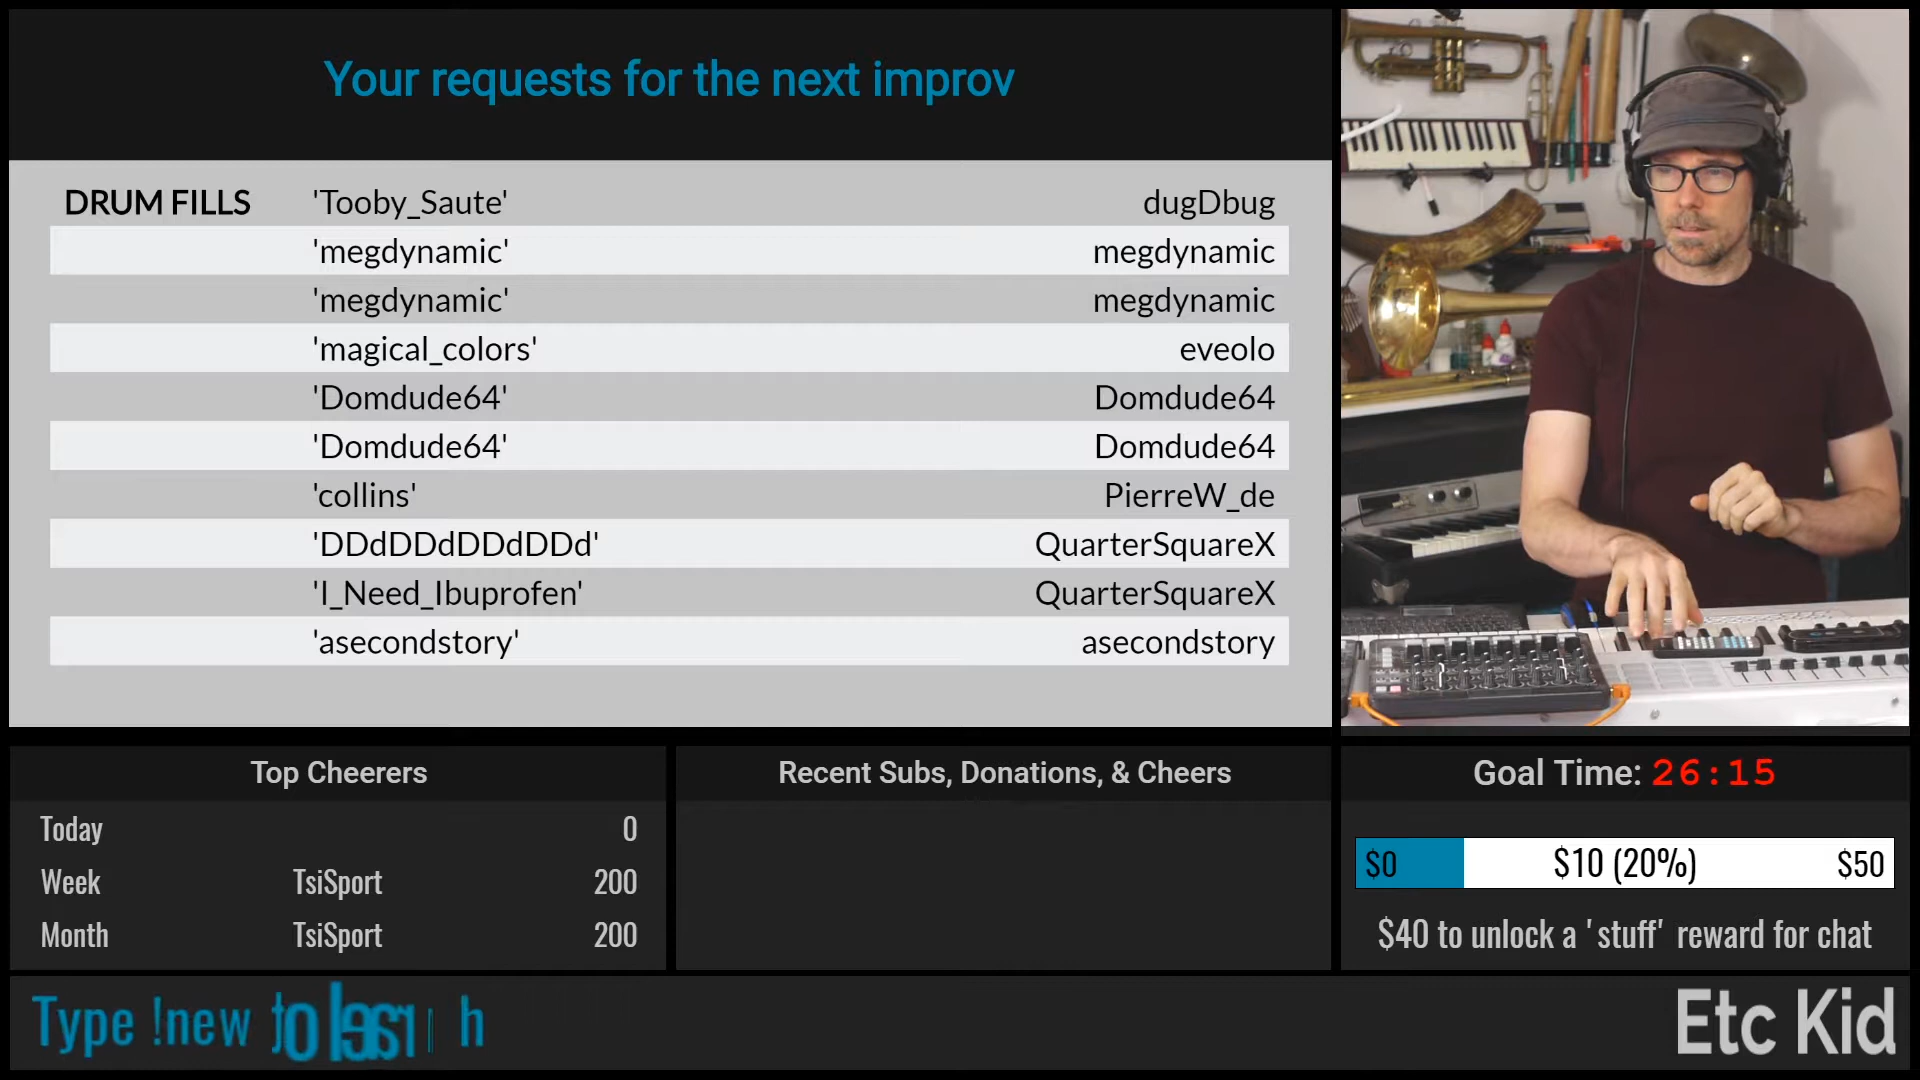 Your requests for the next improv
DRUM FILLS 'Tooby_Saute' dugDbug
'megdynamic' megdynamic
'megdynamic' megdynamic
'magical_colors' eveolo
'Domdude64' Domdude64
'Domdude64' Domdude64
'collins' PierreW_de
'DDdDDdDDdDDd' QuarterSquareX
'I_Need_Ibuprofen' QuarterSquareX
'asecondstory' asecondstory
Top Cheerers
Today 0
Week TsiSport 200
Month TsiSport 200
Recent Subs, Donations, & Cheers
Goal Time: 26:15
$0 $10 (20%) $50
$40 to unlock a 'stuff' reward for chat
Type !new
Etc Kid